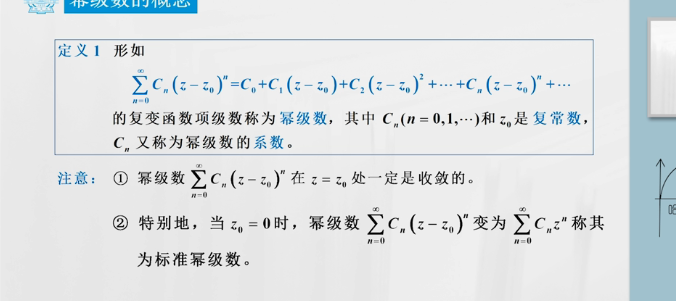 幂级数的概念
定义 1 形如
$\sum_{n=0}^{\infty} C_n (z-z_0)^n = C_0 + C_1 (z-z_0) + C_2 (z-z_0)^2 + \cdots + C_n (z-z_0)^n + \cdots$
的复变函数项级数称为幂级数，其中 $C_n (n=0,1,\cdots)$和 $z_0$是复常数，
$C_n$ 又称为幂级数的系数。
注意： ① 幂级数 $\sum_{n=0}^{\infty} C_n (z-z_0)^n$ 在 $z=z_0$ 处一定是收敛的。
② 特别地，当 $z_0=0$时，幂级数 $\sum_{n=0}^{\infty} C_n (z-z_0)^n$变为 $\sum_{n=0}^{\infty} C_n z^n$ 称其
为标准幂级数。